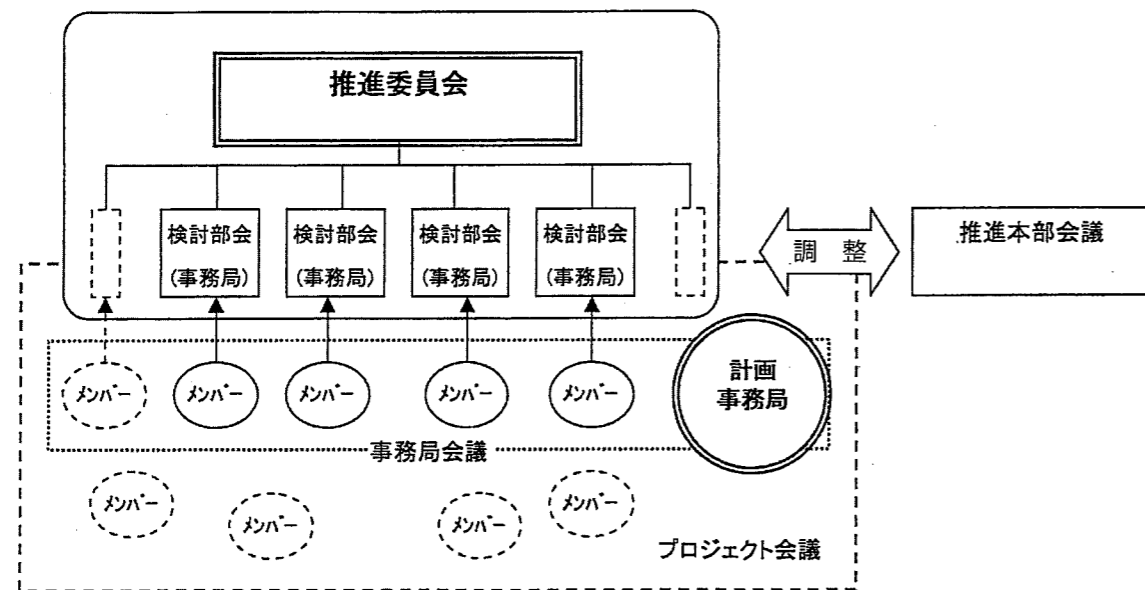 推進委員会
検討部会
(事務局)
検討部会
(事務局)
検討部会
(事務局)
検討部会
(事務局)
調 整
推進本部会議
メンバー
メンバー
メンバー
メンバー
メンバー
計画
事務局
事務局会議
メンバー
メンバー
メンバー
メンバー
プロジェクト会議